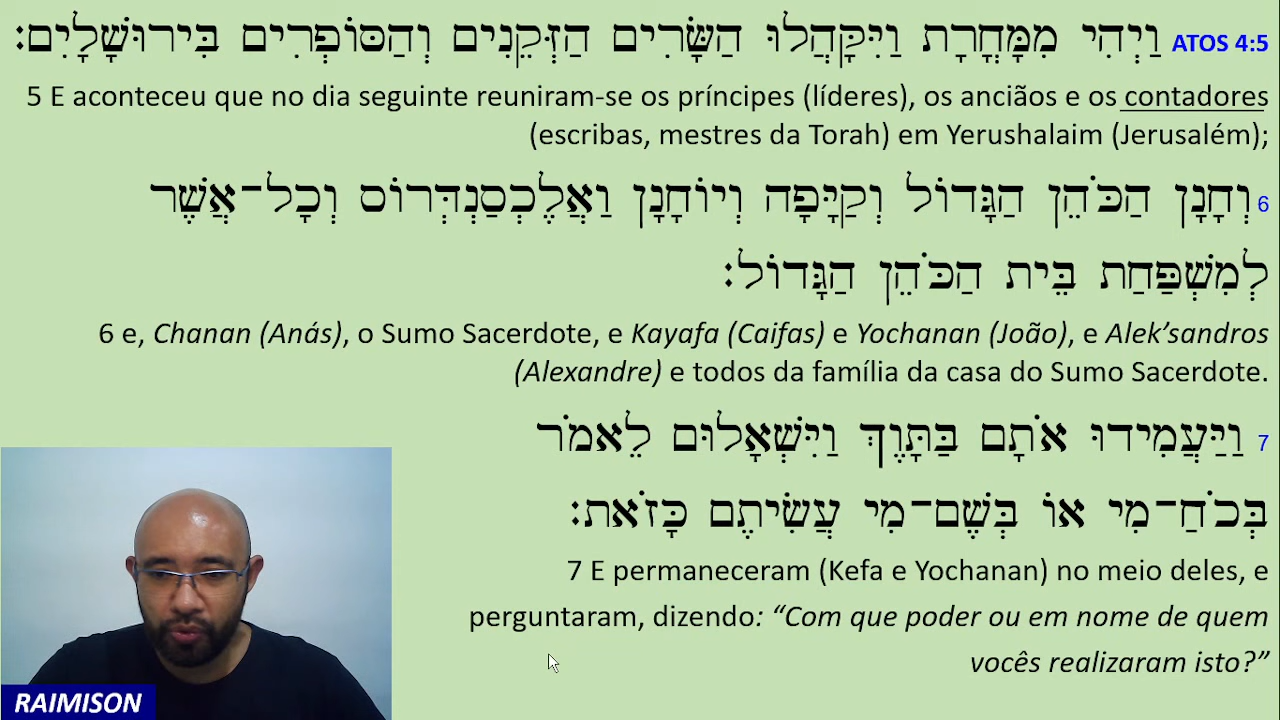 ATOS 4:5 וַיְהִי מִמָּחֳרָת וַיִּקָּהֲלוּ הַשָּׂרִים הַזְּקֵנִים וְהַסּוֹפְרִים בִּירוּשָׁלָיִם׃
5 E aconteceu que no dia seguinte reuniram-se os príncipes (líderes), os anciãos e os contadores
(escribas, mestres da Torah) em Yerushalaim (Jerusalém);
6 וְחָנָן הַכֹּהֵן הַגָּדוֹל וְקַיָּפָה וְיוֹחָנָן וַאֲלֶכְסַנְדְּרוֹס וְכָל־אֲשֶׁר
לְמִשְׁפַּחַת בֵּית הַכֹּהֵן הַגָּדוֹל׃
6 e, Chanan (Anás), o Sumo Sacerdote, e Kayafa (Caifas) e Yochanan (João), e Alek’sandros
(Alexandre) e todos da família da casa do Sumo Sacerdote.
7 וַיַּעֲמִידוּ אֹתָם בַּתָּוֶךְ וַיִּשְׁאָלוּם לֵאמֹר
בְּכֹחַ־מִי אוֹ בְּשֶׁם־מִי עֲשִׂיתֶם כָּזֹאת׃
7 E permaneceram (Kefa e Yochanan) no meio deles, e
perguntaram, dizendo: “Com que poder ou em nome de quem
vocês realizaram isto?”
RAIMISON